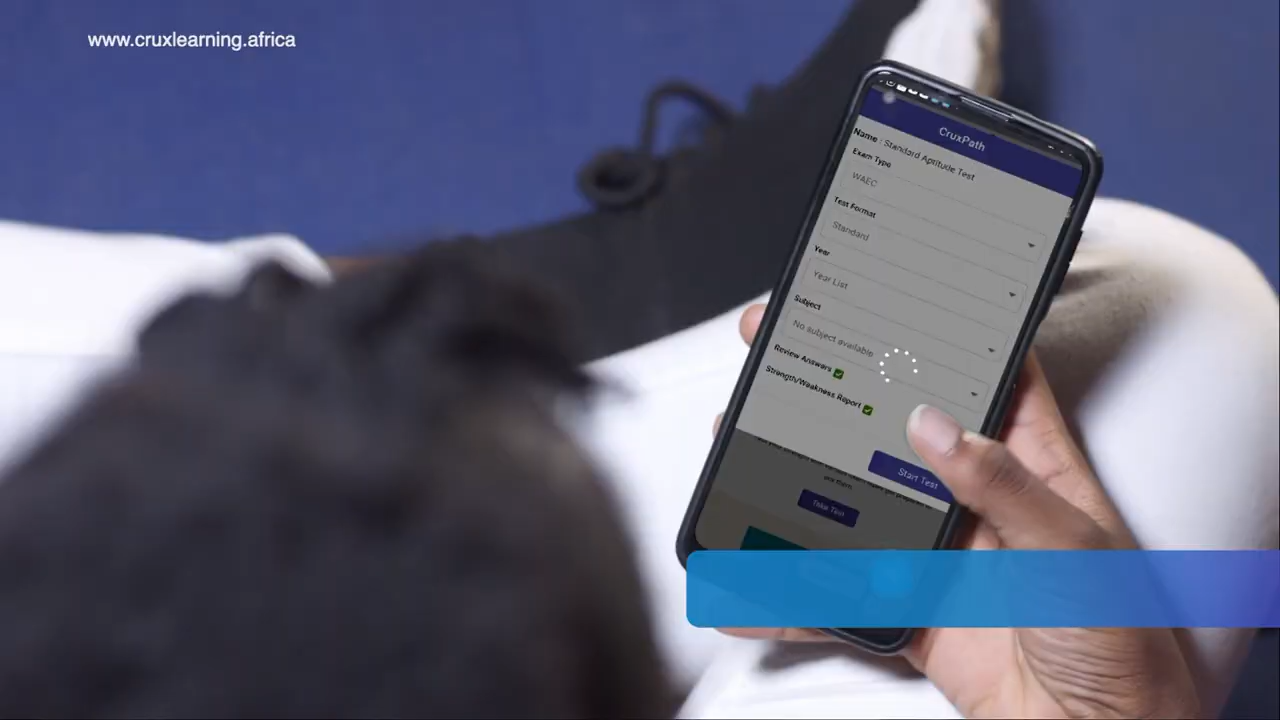 www.cruxlearning.africa
CruxPath
Name : Standard Aptitude Test
Exam Type
WAEC
Test Format
Standard
Year
Year List
Subject
No subject available
Review Answers
Strength/Weakness Report
Start Test
Take Test